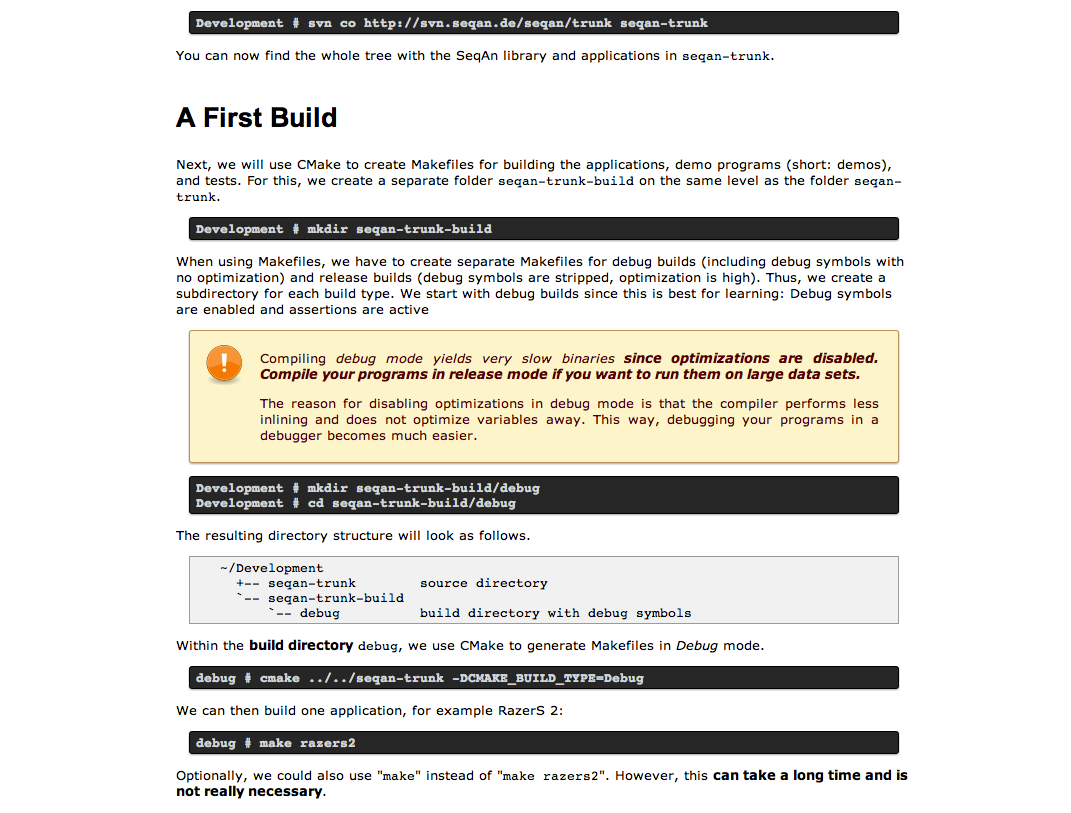 Development # svn co http://svn.seqan.de/seqan/trunk seqan-trunk
You can now find the whole tree with the SeqAn library and applications in seqan-trunk.
A First Build
Next, we will use CMake to create Makefiles for building the applications, demo programs (short: demos),
and tests. For this, we create a separate folder seqan-trunk-build on the same level as the folder seqan-
trunk.
Development # mkdir seqan-trunk-build
When using Makefiles, we have to create separate Makefiles for debug builds (including debug symbols with
no optimization) and release builds (debug symbols are stripped, optimization is high). Thus, we create a
subdirectory for each build type. We start with debug builds since this is best for learning: Debug symbols
are enabled and assertions are active
Compiling debug mode yields very slow binaries since optimizations are disabled.
Compile your programs in release mode if you want to run them on large data sets.
The reason for disabling optimizations in debug mode is that the compiler performs less
inlining and does not optimize variables away. This way, debugging your programs in a
debugger becomes much easier.
Development # mkdir seqan-trunk-build/debug
Development # cd seqan-trunk-build/debug
The resulting directory structure will look as follows.
~/Development
+-- seqan-trunk source directory
`-- seqan-trunk-build
`-- debug build directory with debug symbols
Within the build directory debug, we use CMake to generate Makefiles in Debug mode.
debug # cmake ../../seqan-trunk -DCMAKE_BUILD_TYPE=Debug
We can then build one application, for example RazerS 2:
debug # make razers2
Optionally, we could also use "make" instead of "make razers2". However, this can take a long time and is
not really necessary.